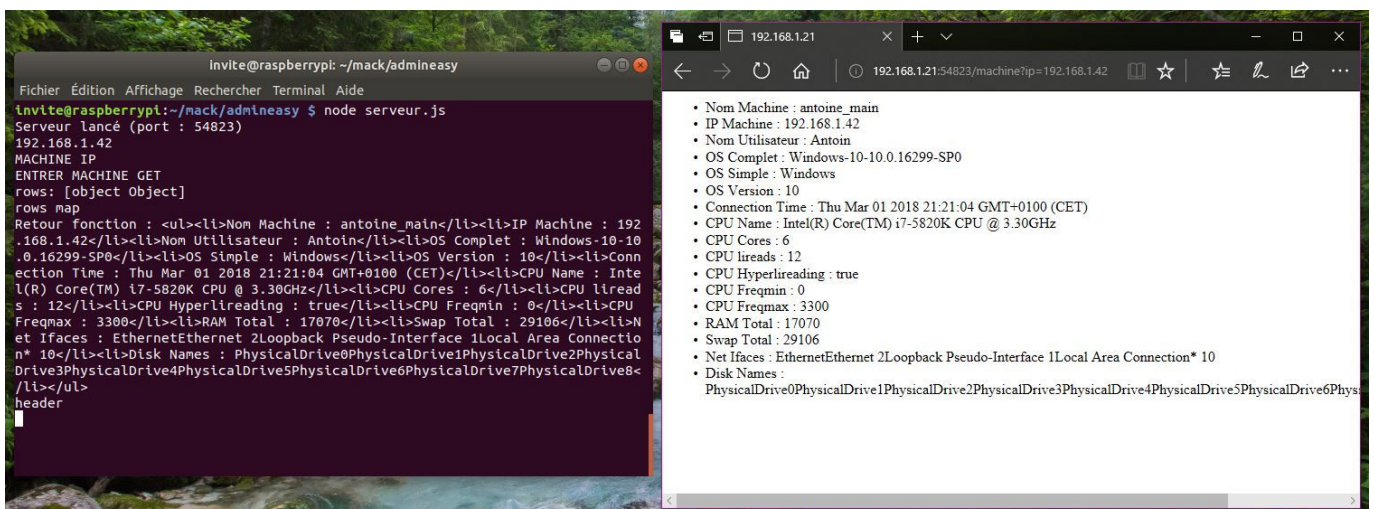 invite@raspberrypi: ~/mack/admineasy
Fichier Édition Affichage Rechercher Terminal Aide
invite@raspberrypi:~/mack/admineasy $ node serveur.js
Serveur lancé (port : 54823)
192.168.1.42
MACHINE IP
ENTRER MACHINE GET
rows: [object Object]
rows map
Retour fonction : <ul><li>Nom Machine : antoine_main</li><li>IP Machine : 192
.168.1.42</li><li>Nom Utilisateur : Antoin</li><li>OS Complet : Windows-10-10
.0.16299-SP0</li><li>OS Simple : Windows</li><li>OS Version : 10</li><li>Conn
ection Time : Thu Mar 01 2018 21:21:04 GMT+0100 (CET)</li><li>CPU Name : Inte
l(R) Core(TM) i7-5820K CPU @ 3.30GHz</li><li>CPU Cores : 6</li><li>CPU liread
s : 12</li><li>CPU Hyperlireading : true</li><li>CPU Freqmin : 0</li><li>CPU
Freqmax : 3300</li><li>RAM Total : 17070</li><li>Swap Total : 29106</li><li>N
et Ifaces : EthernetEthernet 2Loopback Pseudo-Interface 1Local Area Connectio
n* 10</li><li>Disk Names : PhysicalDrive0PhysicalDrive1PhysicalDrive2Physical
Drive3PhysicalDrive4PhysicalDrive5PhysicalDrive6PhysicalDrive7PhysicalDrive8<
/li></ul>
header
192.168.1.21
192.168.1.21:54823/machine?ip=192.168.1.42
• Nom Machine : antoine_main
• IP Machine : 192.168.1.42
• Nom Utilisateur : Antoin
• OS Complet : Windows-10-10.0.16299-SP0
• OS Simple : Windows
• OS Version : 10
• Connection Time : Thu Mar 01 2018 21:21:04 GMT+0100 (CET)
• CPU Name : Intel(R) Core(TM) i7-5820K CPU @ 3.30GHz
• CPU Cores : 6
• CPU lireads : 12
• CPU Hyperlireading : true
• CPU Freqmin : 0
• CPU Freqmax : 3300
• RAM Total : 17070
• Swap Total : 29106
• Net Ifaces : EthernetEthernet 2Loopback Pseudo-Interface 1Local Area Connection* 10
• Disk Names :
PhysicalDrive0PhysicalDrive1PhysicalDrive2PhysicalDrive3PhysicalDrive4PhysicalDrive5PhysicalDrive6Phys